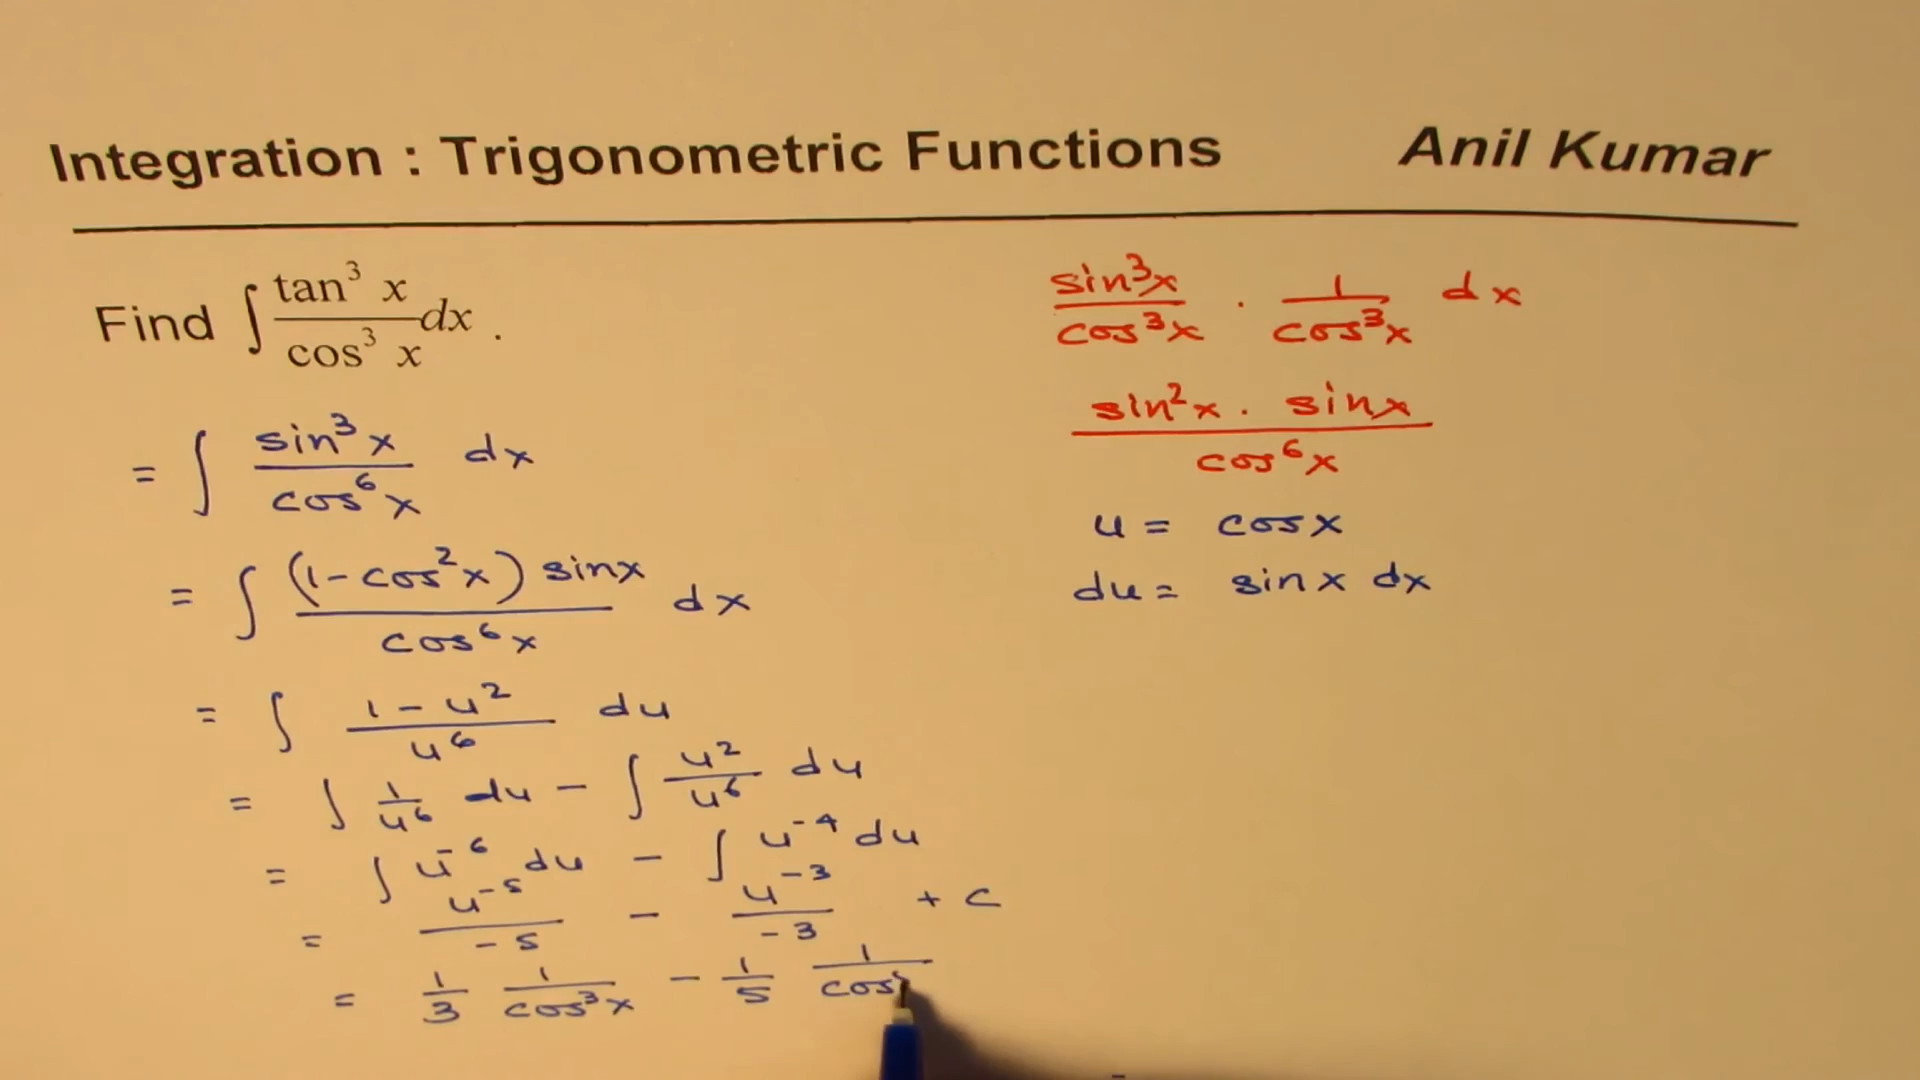 Integration : Trigonometric Functions Anil Kumar
Find ∫ tan³ x / cos³ x dx .
= ∫ sin³x / cos⁶x dx
= ∫ (1 - cos²x) sinx / cos⁶x dx
= ∫ 1 - u² / u⁶ du
= ∫ 1/u⁶ du - ∫ u²/u⁶ du
= ∫ u⁻⁶ du - ∫ u⁻⁴ du
= u⁻⁵ / -5 - u⁻³ / -3 + c
= 1/3 1/cos³x - 1/5 1/cos
sin³x / cos³x · 1 / cos³x dx
sin²x · sinx / cos⁶x
u = cosx
du = sinx dx